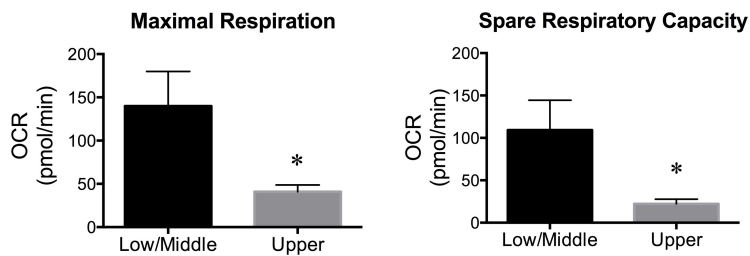 Maximal Respiration
OCR
(pmol/min)
200
150
100
50
0
*
Low/Middle
Upper
Spare Respiratory Capacity
OCR
(pmol/min)
200
150
100
50
0
*
Low/Middle
Upper